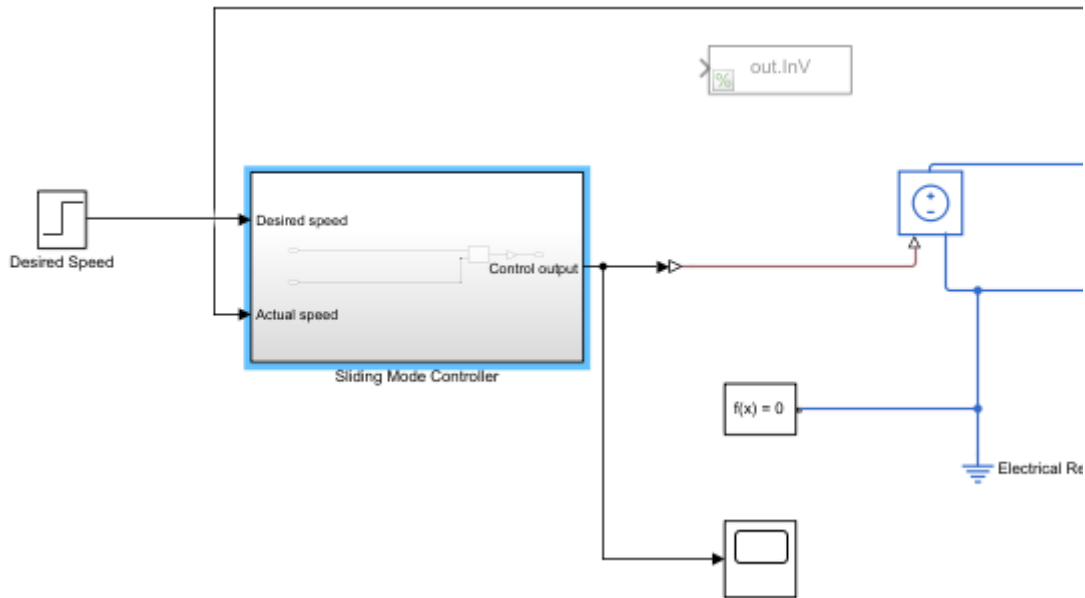 out.InV
%
Desired speed
Desired Speed
Control output
Actual speed
Sliding Mode Controller
f(x) = 0
Electrical Re